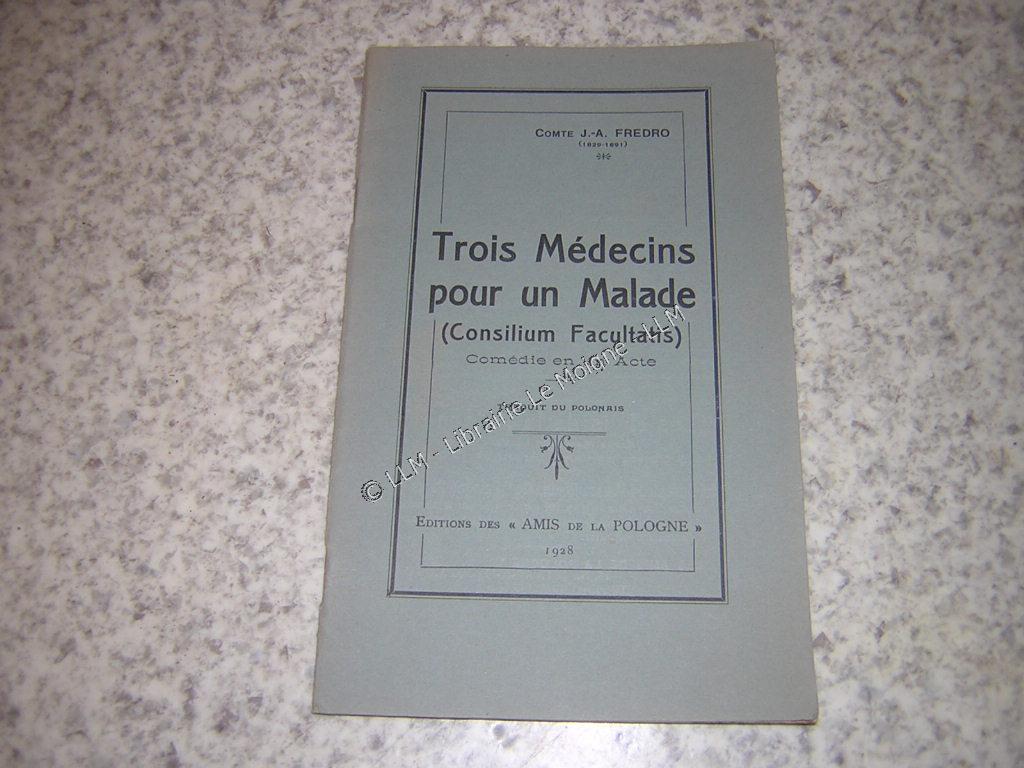 COMTE J.-A. FREDRO
(1829-1891)
Trois Médecins
pour un Malade
(Consilium Facultatis)
Comédie en Acte
TRADUIT DU POLONAIS
EDITIONS DES « AMIS DE LA POLOGNE »
1928
© LLM - Librairie Le Moigne - LLM